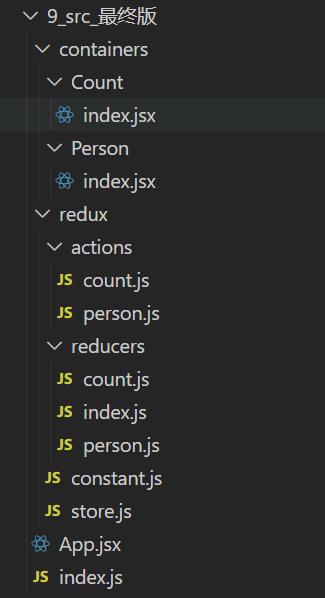 9_src_最终版
containers
Count
index.jsx
Person
index.jsx
redux
actions
JS count.js
JS person.js
reducers
JS count.js
JS index.js
JS person.js
JS constant.js
JS store.js
App.jsx
JS index.js